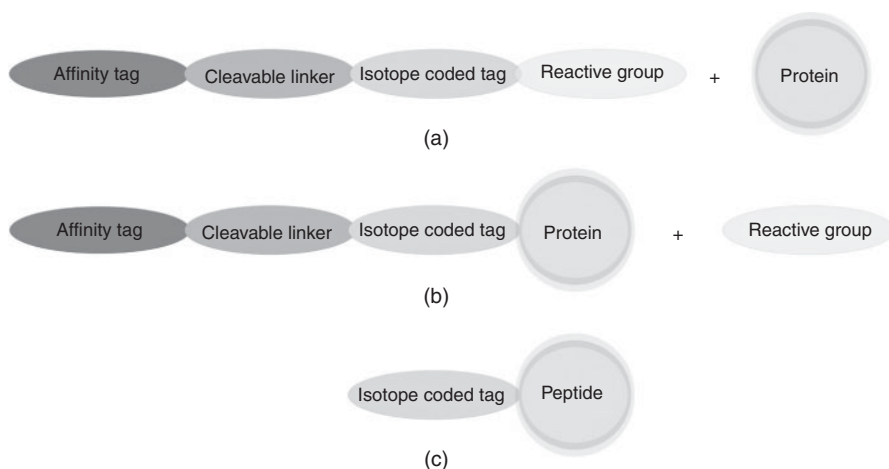 Affinity tag Cleavable linker Isotope coded tag Reactive group + Protein
(a)
Affinity tag Cleavable linker Isotope coded tag Protein + Reactive group
(b)
Isotope coded tag Peptide
(c)